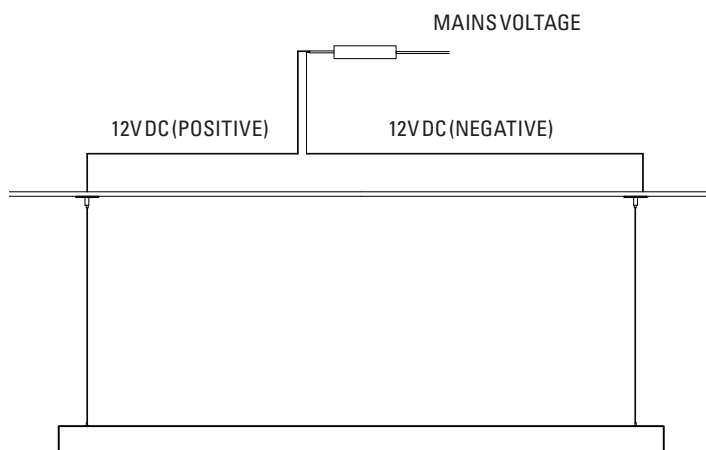 MAINS VOLTAGE
12V DC (POSITIVE)
12V DC (NEGATIVE)